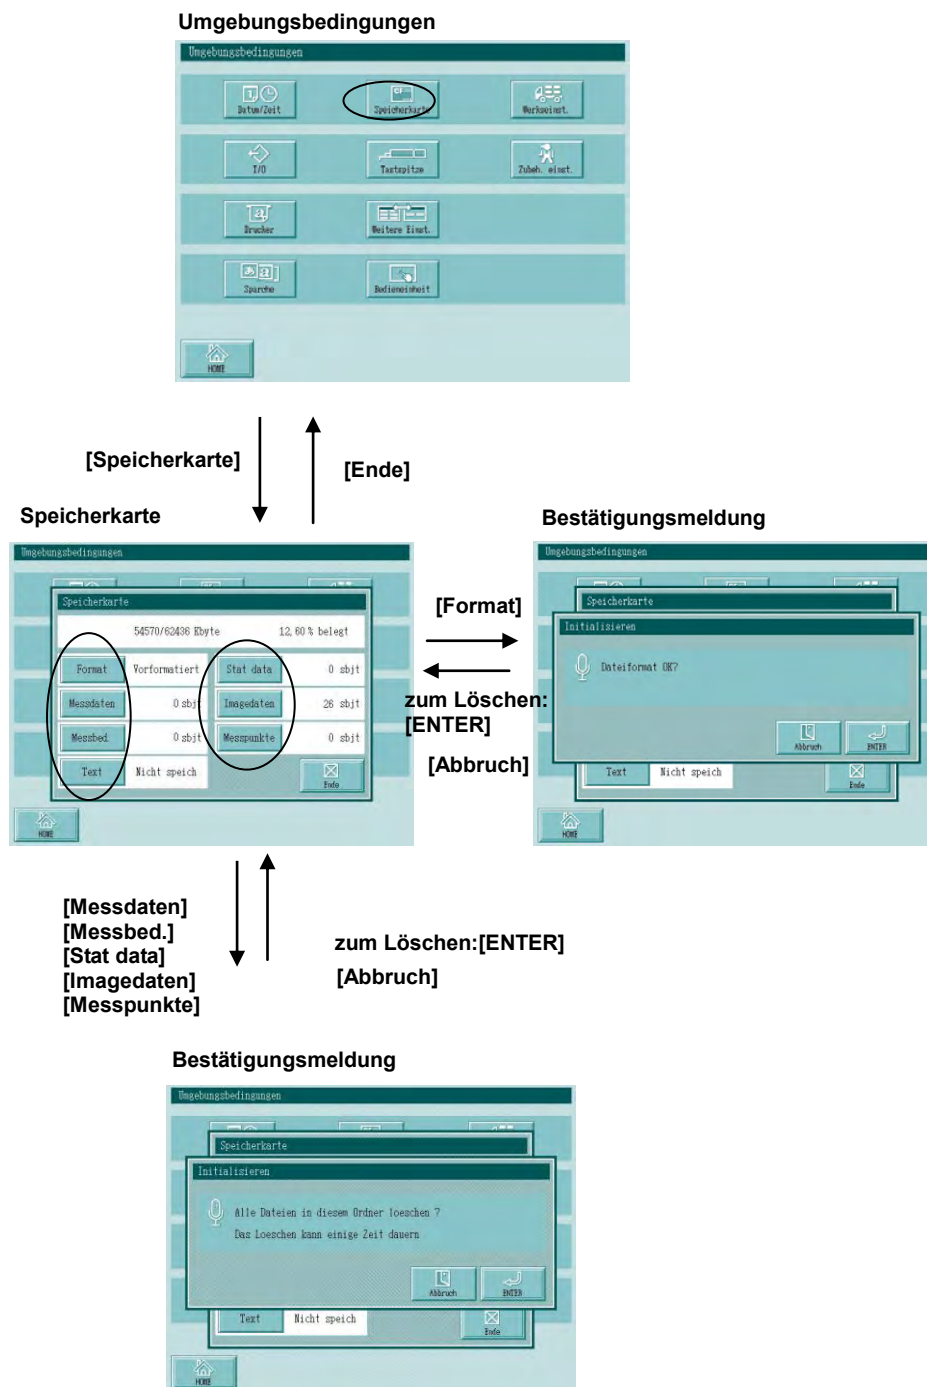 Umgebungsbedingungen
Umgebungsbedingungen
Datum/Zeit
Speicherkarte
Werkseinst.
I/O
Tastspitze
Zubeh. einst.
Drucker
Weitere Einst.
Sparche
Bedieneinheit
HOME
[Speicherkarte]
[Ende]
Speicherkarte
Bestätigungsmeldung
Umgebungsbedingungen
Speicherkarte
54570/62436 Kbyte 12,60 % belegt
Format Vorformatiert Stat data 0 sbjt
Messdaten 0 sbjt Imagedaten 26 sbjt
Messbed. 0 sbjt Messpunkte 0 sbjt
Text Nicht speich Ende
HOME
[Format]
zum Löschen:
[ENTER]
[Abbruch]
Umgebungsbedingungen
Speicherkarte
Initialisieren
Dateiformat OK?
Abbruch ENTER
Text Nicht speich Ende
HOME
[Messdaten]
[Messbed.]
[Stat data]
[Imagedaten]
[Messpunkte]
zum Löschen:[ENTER]
[Abbruch]
Bestätigungsmeldung
Umgebungsbedingungen
Speicherkarte
Initialisieren
Alle Dateien in diesem Ordner loeschen ?
Das Loeschen kann einige Zeit dauern
Abbruch ENTER
Text Nicht speich Ende
HOME